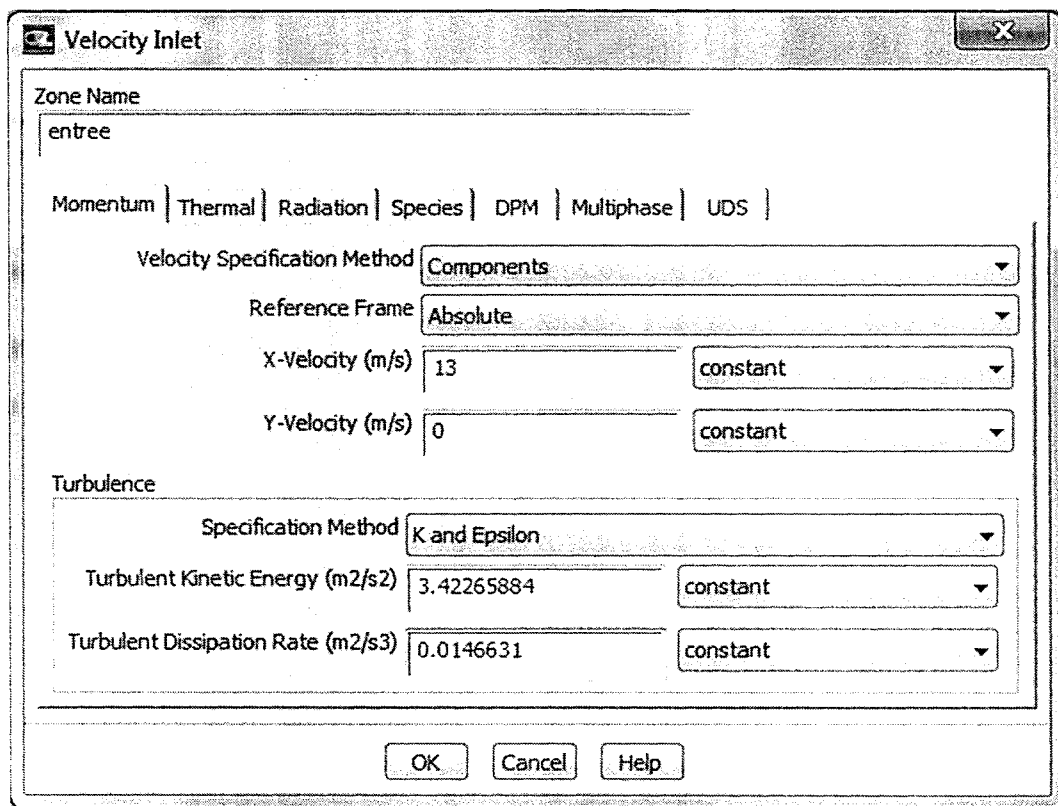 Velocity Inlet
Zone Name
entree
Momentum Thermal Radiation Species DPM Multiphase UDS
Velocity Specification Method Components
Reference Frame Absolute
X-Velocity (m/s) 13 constant
Y-Velocity (m/s) 0 constant
Turbulence
Specification Method K and Epsilon
Turbulent Kinetic Energy (m2/s2) 3.42265884 constant
Turbulent Dissipation Rate (m2/s3) 0.0146631 constant
OK Cancel Help